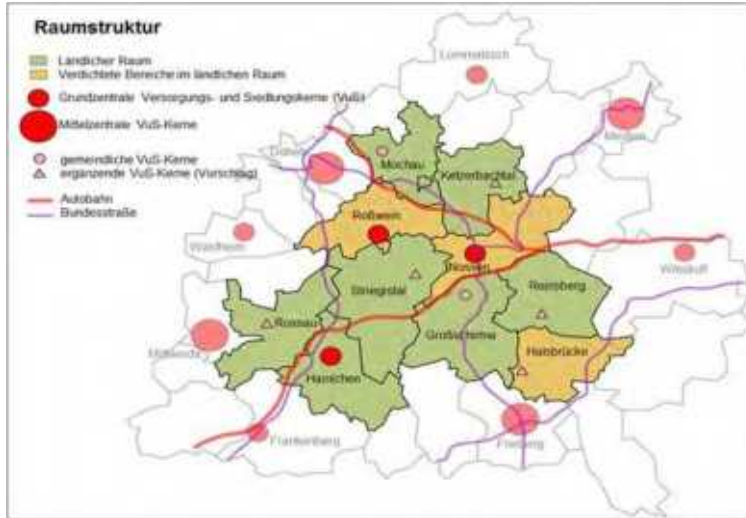 Raumstruktur
Ländlicher Raum
Verdichtete Bereiche im ländlichen Raum
Grundzentrale Versorgungs- und Siedlungskerne (VuS)
Mittelzentrale VuS-Kerne
gemeindliche VuS-Kerne
ergänzende VuS-Kerne (Vorschlag)
Autobahn
Bundesstraße
Lommatzsch
Meißen
Döbeln
Mochau
Ketzerbachtal
Roßwein
Waldheim
Nossen
Wilsdruff
Striegistal
Reinsberg
Rossau
Großschirma
Mittweida
Halsbrücke
Hainichen
Frankenberg
Freiberg